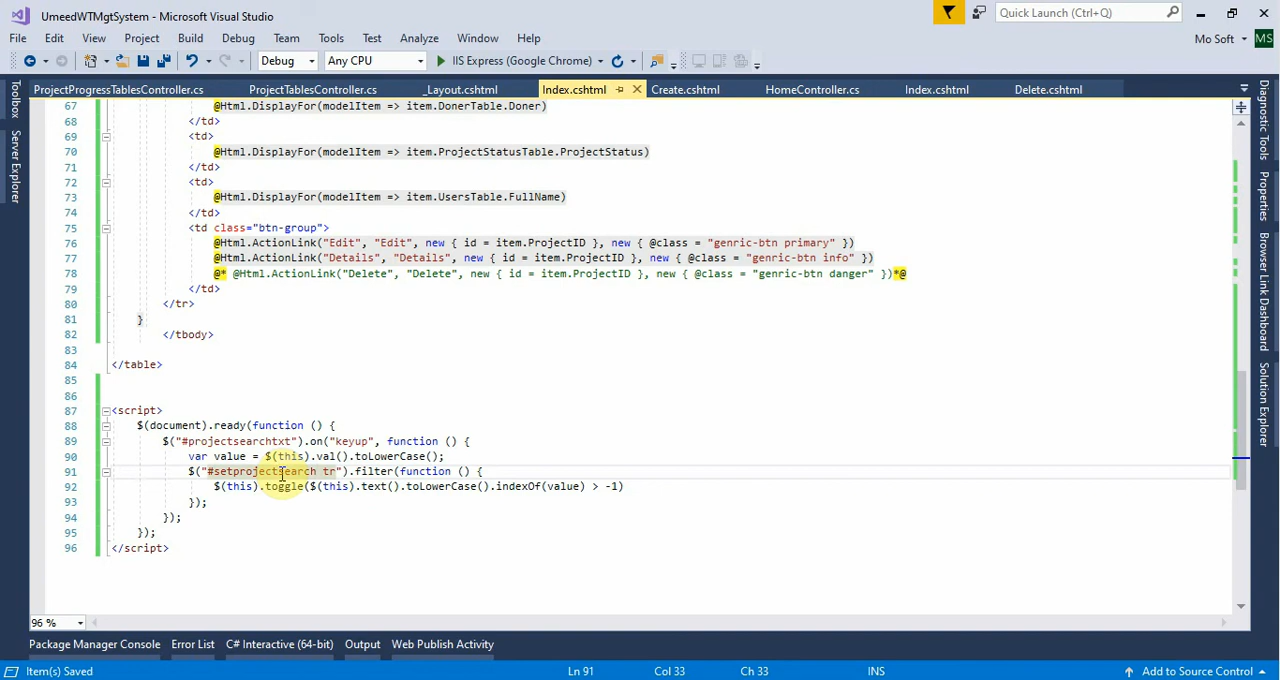 UmeedWTMgtSystem - Microsoft Visual Studio
Quick Launch (Ctrl+Q)
File Edit View Project Build Debug Team Tools Test Analyze Window Help
Mo Soft MS
Debug Any CPU IIS Express (Google Chrome)
ProjectProgressTablesController.cs ProjectTablesController.cs _Layout.cshtml Index.cshtml Create.cshtml HomeController.cs Index.cshtml Delete.cshtml
Toolbox
Server Explorer
67 @Html.DisplayFor(modelItem => item.DonerTable.Doner)
68 </td>
69 <td>
70 @Html.DisplayFor(modelItem => item.ProjectStatusTable.ProjectStatus)
71 </td>
72 <td>
73 @Html.DisplayFor(modelItem => item.UsersTable.FullName)
74 </td>
75 <td class="btn-group">
76 @Html.ActionLink("Edit", "Edit", new { id = item.ProjectID }, new { @class = "genric-btn primary" })
77 @Html.ActionLink("Details", "Details", new { id = item.ProjectID }, new { @class = "genric-btn info" })
78 @* @Html.ActionLink("Delete", "Delete", new { id = item.ProjectID }, new { @class = "genric-btn danger" })*@
79 </td>
80 </tr>
81 }
82 </tbody>
83
84 </table>
85
86
87 <script>
88 $(document).ready(function () {
89 $("#projectsearchtxt").on("keyup", function () {
90 var value = $(this).val().toLowerCase();
91 $("#setprojectsearch tr").filter(function () {
92 $(this).toggle($(this).text().toLowerCase().indexOf(value) > -1)
93 });
94 });
95 });
96 </script>
Diagnostic Tools
Properties
Browser Link Dashboard
Solution Explorer
96 %
Package Manager Console Error List C# Interactive (64-bit) Output Web Publish Activity
Item(s) Saved Ln 91 Col 33 Ch 33 INS Add to Source Control